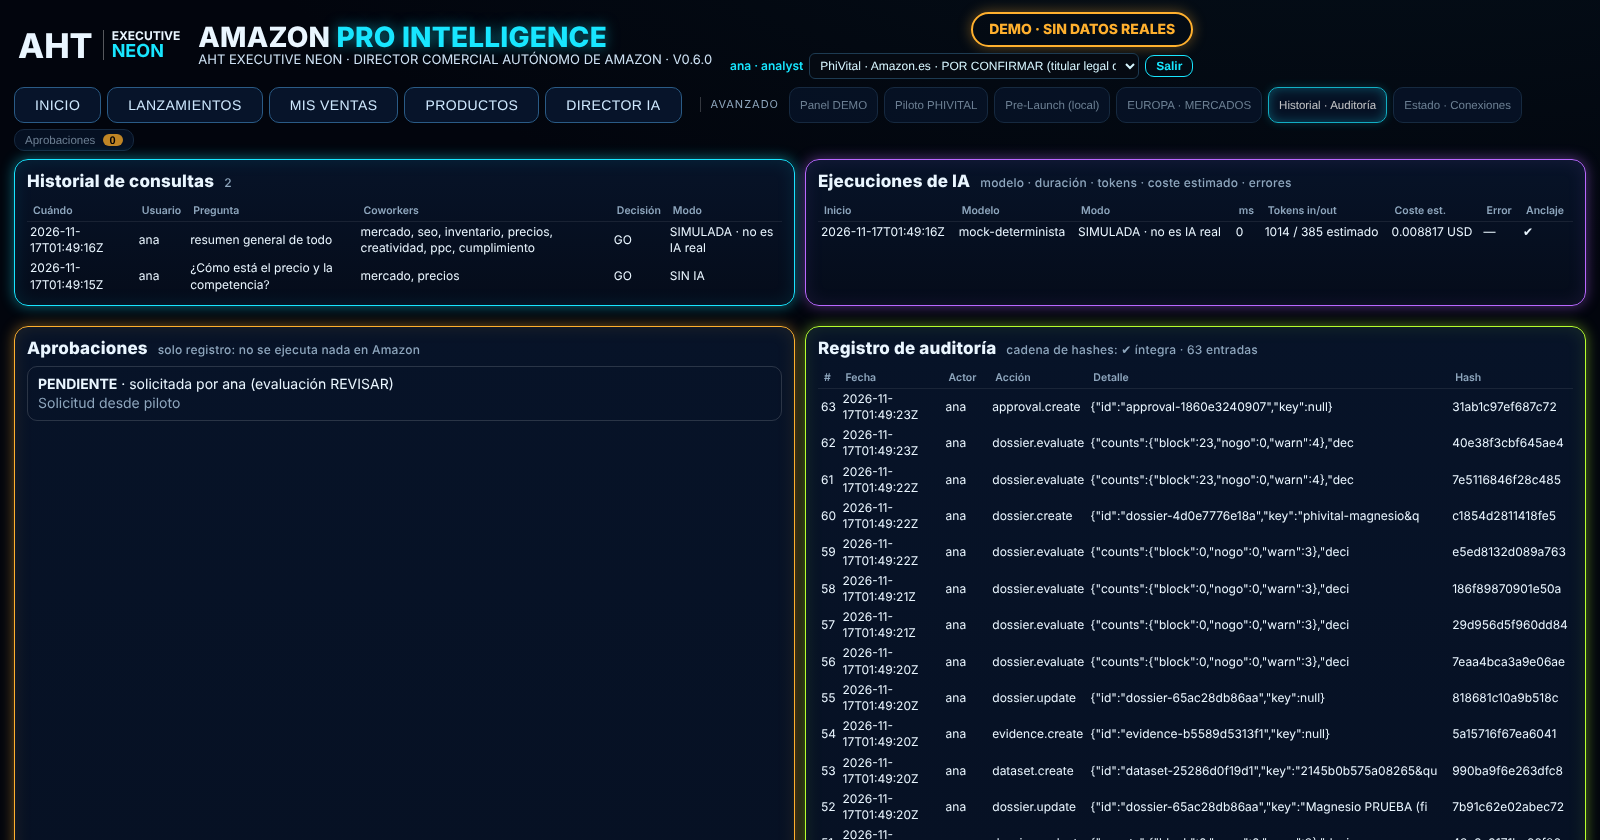 AHT EXECUTIVE NEON
AMAZON PRO INTELLIGENCE
AHT EXECUTIVE NEON · DIRECTOR COMERCIAL AUTÓNOMO DE AMAZON · V0.6.0
DEMO · SIN DATOS REALES
ana · analyst PhiVital · Amazon.es · POR CONFIRMAR (titular legal c Salir
INICIO LANZAMIENTOS MIS VENTAS PRODUCTOS DIRECTOR IA AVANZADO Panel DEMO Piloto PHIVITAL Pre-Launch (local) EUROPA · MERCADOS Historial · Auditoría Estado · Conexiones
Aprobaciones 0
Historial de consultas 2
Cuándo Usuario Pregunta Coworkers Decisión Modo
2026-11-17T01:49:16Z ana resumen general de todo mercado, seo, inventario, precios, creatividad, ppc, cumplimiento GO SIMULADA · no es IA real
2026-11-17T01:49:15Z ana ¿Cómo está el precio y la competencia? mercado, precios GO SIN IA
Ejecuciones de IA modelo · duración · tokens · coste estimado · errores
Inicio Modelo Modo ms Tokens in/out Coste est. Error Anclaje
2026-11-17T01:49:16Z mock-determinista SIMULADA · no es IA real 0 1014 / 385 estimado 0.008817 USD — ✔
Aprobaciones solo registro: no se ejecuta nada en Amazon
PENDIENTE · solicitada por ana (evaluación REVISAR)
Solicitud desde piloto
Registro de auditoría cadena de hashes: ✔ íntegra · 63 entradas
# Fecha Actor Acción Detalle Hash
63 2026-11-17T01:49:23Z ana approval.create {"id":"approval-1860e3240907","key":null} 31ab1c97ef687c72
62 2026-11-17T01:49:23Z ana dossier.evaluate {"counts":{"block":23,"nogo":0,"warn":4},"dec 40e38f3cbf645ae4
61 2026-11-17T01:49:22Z ana dossier.evaluate {"counts":{"block":23,"nogo":0,"warn":4},"dec 7e5116846f28c485
60 2026-11-17T01:49:22Z ana dossier.create {"id":"dossier-4d0e7776e18a","key":"phivital-magnesio&q c1854d2811418fe5
59 2026-11-17T01:49:22Z ana dossier.evaluate {"counts":{"block":0,"nogo":0,"warn":3},"deci e5ed8132d089a763
58 2026-11-17T01:49:21Z ana dossier.evaluate {"counts":{"block":0,"nogo":0,"warn":3},"deci 186f89870901e50a
57 2026-11-17T01:49:21Z ana dossier.evaluate {"counts":{"block":0,"nogo":0,"warn":3},"deci 29d956d5f960dd84
56 2026-11-17T01:49:20Z ana dossier.evaluate {"counts":{"block":0,"nogo":0,"warn":3},"deci 7eaa4bca3a9e06ae
55 2026-11-17T01:49:20Z ana dossier.update {"id":"dossier-65ac28db86aa","key":null} 818681c10a9b518c
54 2026-11-17T01:49:20Z ana evidence.create {"id":"evidence-b5589d5313f1","key":null} 5a15716f67ea6041
53 2026-11-17T01:49:20Z ana dataset.create {"id":"dataset-25286d0f19d1","key":"2145b0b575a08265&qu 990ba9f6e263dfc8
52 2026-11-17T01:49:20Z ana dossier.update {"id":"dossier-65ac28db86aa","key":"Magnesio PRUEBA (fi 7b91c62e02abec72
2026-11-